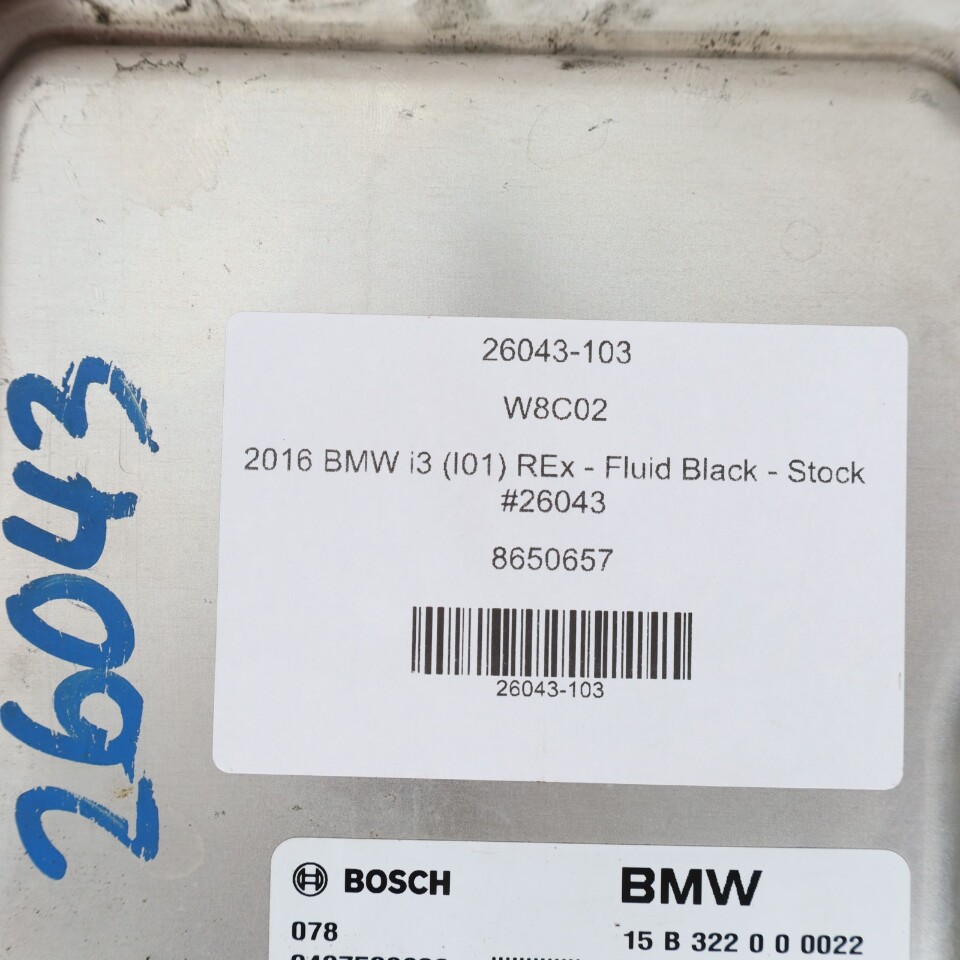 26043-103
W8C02
2016 BMW i3 (I01) REx - Fluid Black - Stock
#26043
8650657
26043-103
26043
BOSCH
BMW
078
15 B 322 0 0 0022